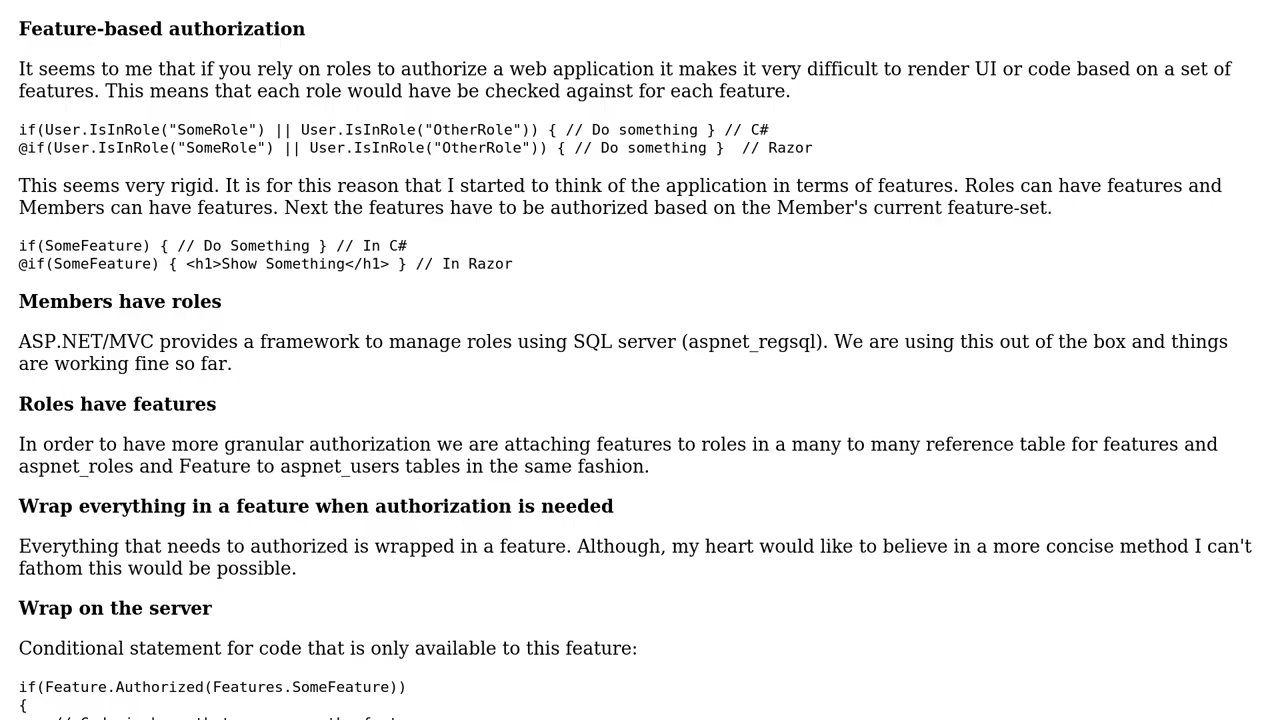 Feature-based authorization
It seems to me that if you rely on roles to authorize a web application it makes it very difficult to render UI or code based on a set of
features. This means that each role would have be checked against for each feature.
if(User.IsInRole("SomeRole") || User.IsInRole("OtherRole")) { // Do something } // C#
@if(User.IsInRole("SomeRole") || User.IsInRole("OtherRole")) { // Do something }  // Razor
This seems very rigid. It is for this reason that I started to think of the application in terms of features. Roles can have features and
Members can have features. Next the features have to be authorized based on the Member's current feature-set.
if(SomeFeature) { // Do Something } // In C#
@if(SomeFeature) { <h1>Show Something</h1> } // In Razor
Members have roles
ASP.NET/MVC provides a framework to manage roles using SQL server (aspnet_regsql). We are using this out of the box and things
are working fine so far.
Roles have features
In order to have more granular authorization we are attaching features to roles in a many to many reference table for features and
aspnet_roles and Feature to aspnet_users tables in the same fashion.
Wrap everything in a feature when authorization is needed
Everything that needs to authorized is wrapped in a feature. Although, my heart would like to believe in a more concise method I can't
fathom this would be possible.
Wrap on the server
Conditional statement for code that is only available to this feature:
if(Feature.Authorized(Features.SomeFeature))
{